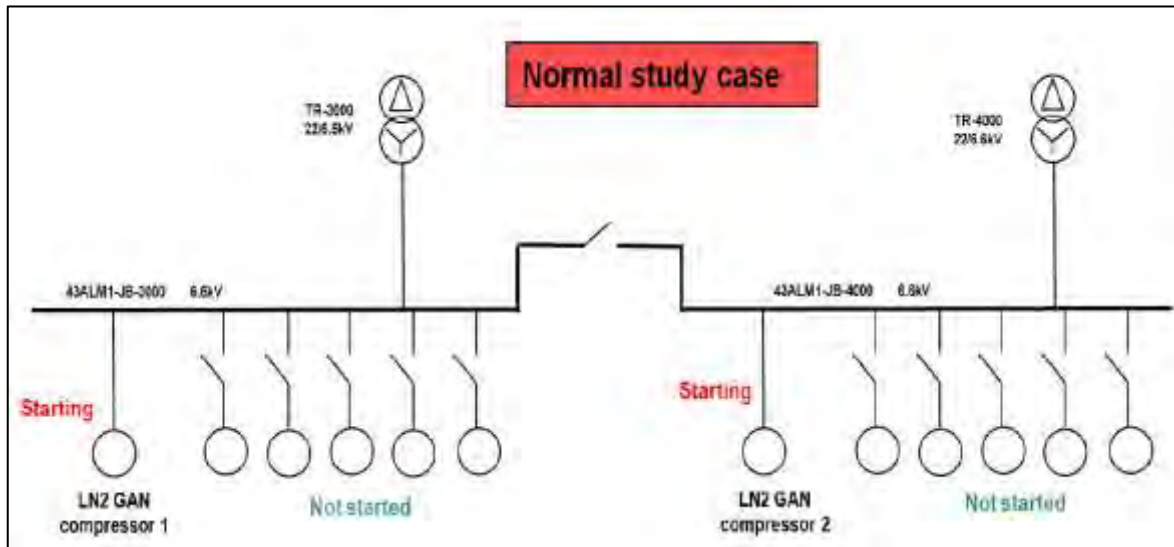 Normal study case
TR-3000
22/6.5kV
TR-4000
22/6.6kV
43ALM1-JB-3000 6.6kV
43ALM1-JB-4000 6.6kV
Starting
Starting
LN2 GAN
compressor 1
Not started
LN2 GAN
compressor 2
Not started